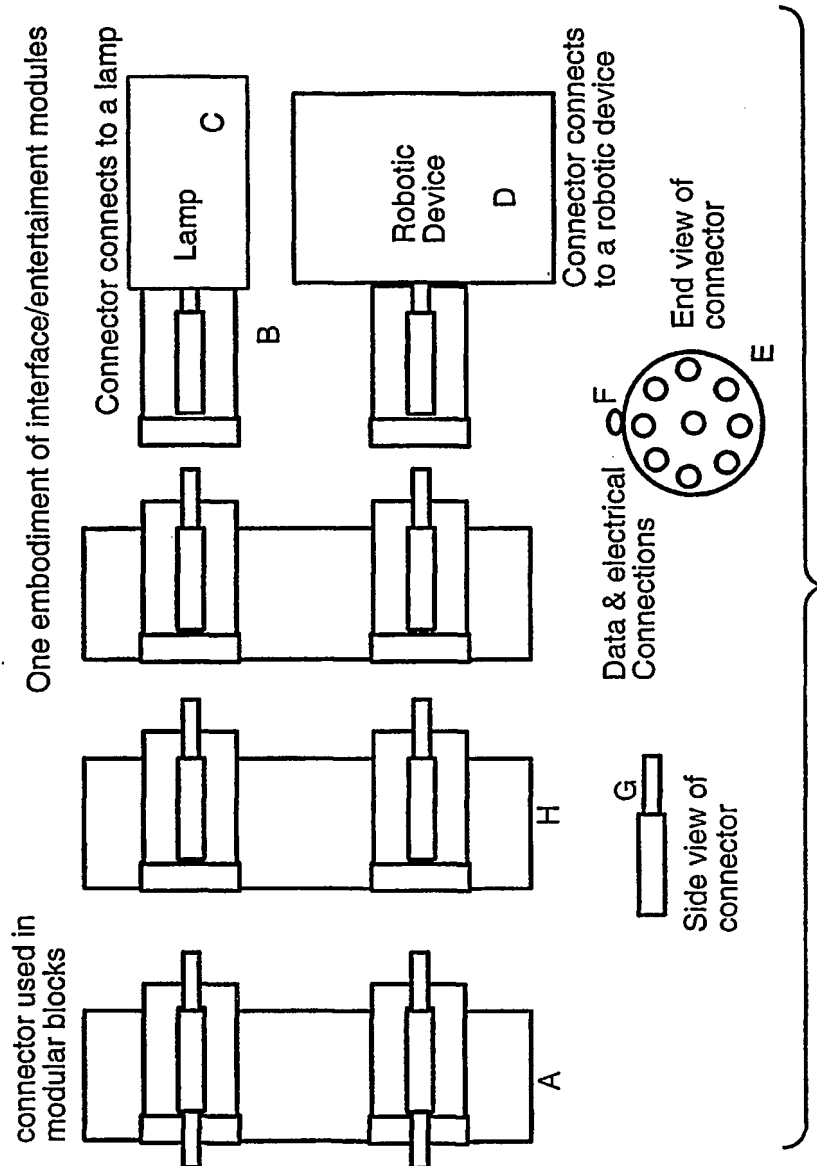 One embodiment of interface/entertaiment modules
connector used in
modular blocks
Connector connects to a lamp
Lamp
C
B
Robotic
Device
D
Connector connects
to a robotic device
A
H
G
Side view of
connector
Data & electrical
Connections
F
End view of
connector
E